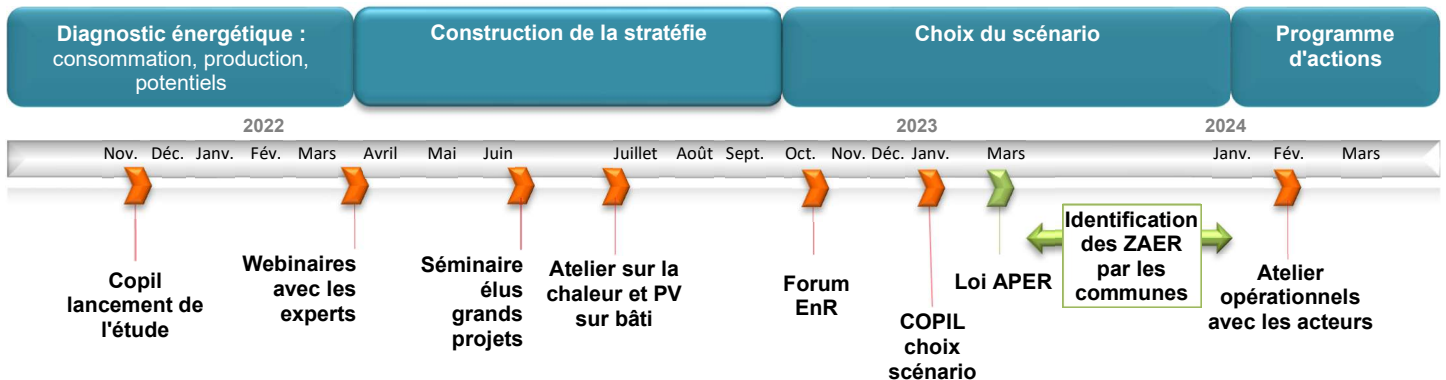 Diagnostic énergétique :
consommation, production,
potentiels
Construction de la stratéfie
Choix du scénario
Programme
d'actions
2022
2023
2024
Nov. Déc. Janv. Fév. Mars Avril Mai Juin Juillet Août Sept. Oct. Nov. Déc. Janv. Mars Janv. Fév. Mars
Copil
lancement de
l'étude
Webinaires
avec les
experts
Séminaire
élus
grands
projets
Atelier sur la
chaleur et PV
sur bâti
Forum
EnR
COPIL
choix
scénario
Loi APER
Identification
des ZAER
par les
communes
Atelier
opérationnels
avec les acteurs